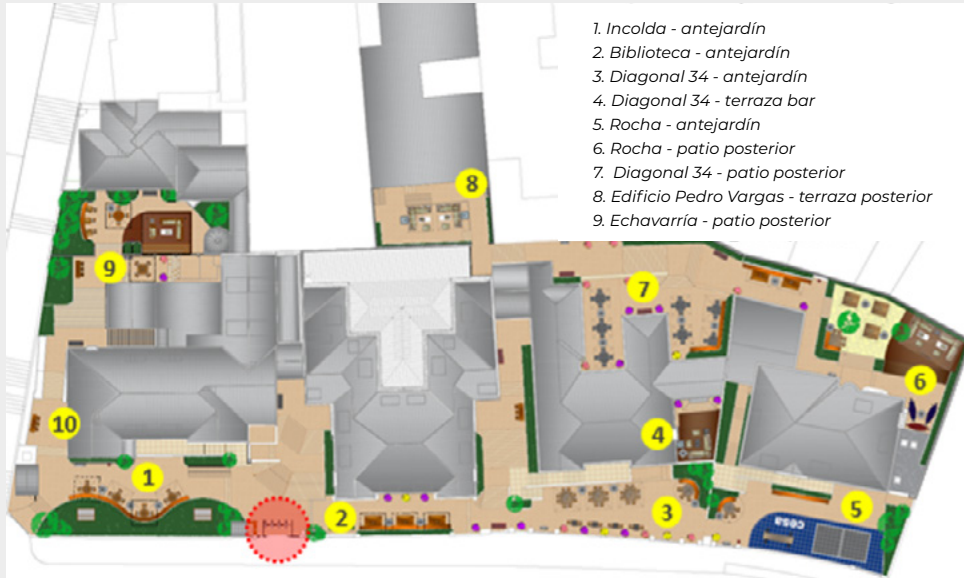 1. Incolda - antejardín
2. Biblioteca - antejardín
3. Diagonal 34 - antejardín
4. Diagonal 34 - terraza bar
5. Rocha - antejardín
6. Rocha - patio posterior
7. Diagonal 34 - patio posterior
8. Edificio Pedro Vargas - terraza posterior
9. Echavarría - patio posterior
8
9
7
6
10
4
1
2
3
5
cesa